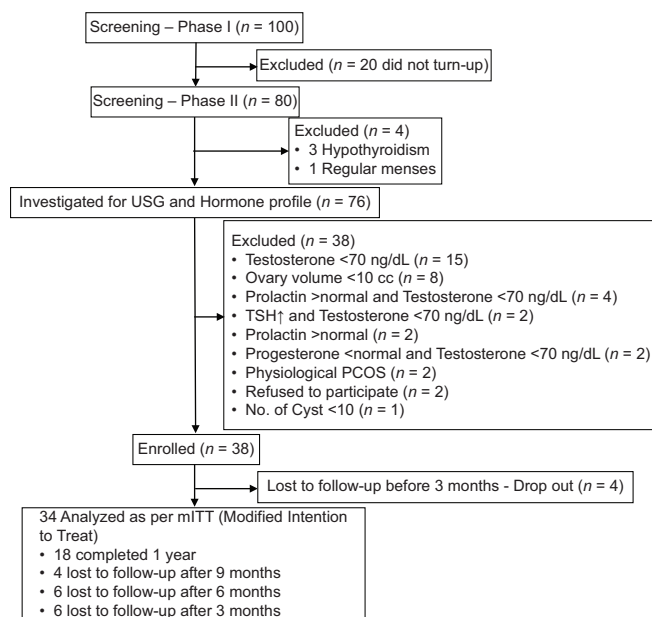 Screening – Phase I (n = 100)
Excluded (n = 20 did not turn-up)
Screening – Phase II (n = 80)
Excluded (n = 4)
• 3 Hypothyroidism
• 1 Regular menses
Investigated for USG and Hormone profile (n = 76)
Excluded (n = 38)
• Testosterone <70 ng/dL (n = 15)
• Ovary volume <10 cc (n = 8)
• Prolactin >normal and Testosterone <70 ng/dL (n = 4)
• TSH↑ and Testosterone <70 ng/dL (n = 2)
• Prolactin >normal (n = 2)
• Progesterone <normal and Testosterone <70 ng/dL (n = 2)
• Physiological PCOS (n = 2)
• Refused to participate (n = 2)
• No. of Cyst <10 (n = 1)
Enrolled (n = 38)
Lost to follow-up before 3 months - Drop out (n = 4)
34 Analyzed as per mITT (Modified Intention
to Treat)
• 18 completed 1 year
• 4 lost to follow-up after 9 months
• 6 lost to follow-up after 6 months
• 6 lost to follow-up after 3 months